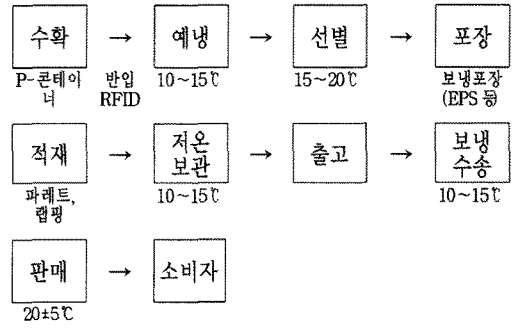 수확 → 예냉 → 선별 → 포장
P-콘테이너 반입 RFID 10~15℃ 15~20℃ 보냉포장 (EPS 등)
적재 → 저온 보관 → 출고 → 보냉 수송
파레트, 랩핑 10~15℃ 10~15℃
판매 → 소비자
20±5℃